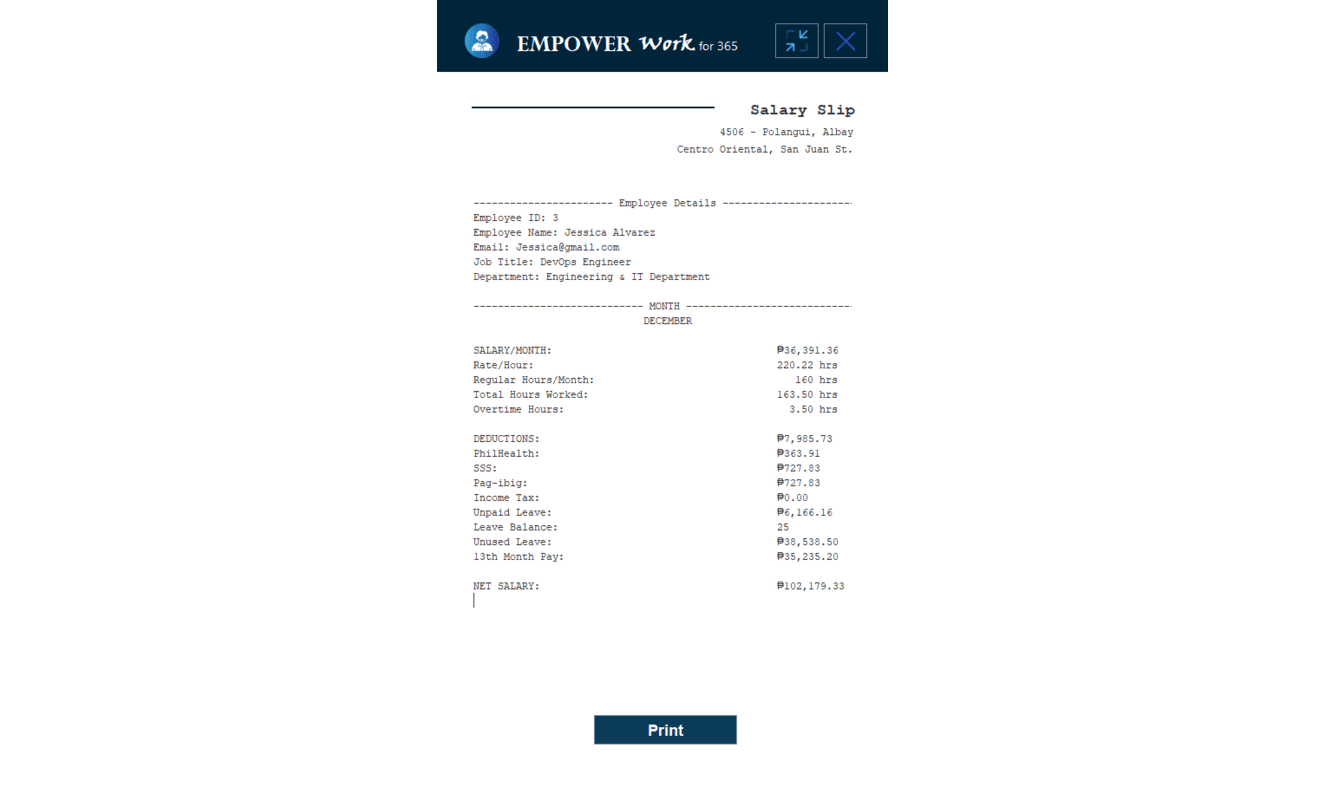 EMPOWER Work for 365
Salary Slip
4506 - Polangui, Albay
Centro Oriental, San Juan St.
----------------------- Employee Details ---------------------
Employee ID: 3
Employee Name: Jessica Alvarez
Email: Jessica@gmail.com
Job Title: DevOps Engineer
Department: Engineering & IT Department
---------------------------- MONTH ---------------------------
DECEMBER
SALARY/MONTH: ₱36,391.36
Rate/Hour: 220.22 hrs
Regular Hours/Month: 160 hrs
Total Hours Worked: 163.50 hrs
Overtime Hours: 3.50 hrs
DEDUCTIONS: ₱7,985.73
PhilHealth: ₱363.91
SSS: ₱727.83
Pag-ibig: ₱727.83
Income Tax: ₱0.00
Unpaid Leave: ₱6,166.16
Leave Balance: 25
Unused Leave: ₱38,538.50
13th Month Pay: ₱35,235.20
NET SALARY: ₱102,179.33
Print